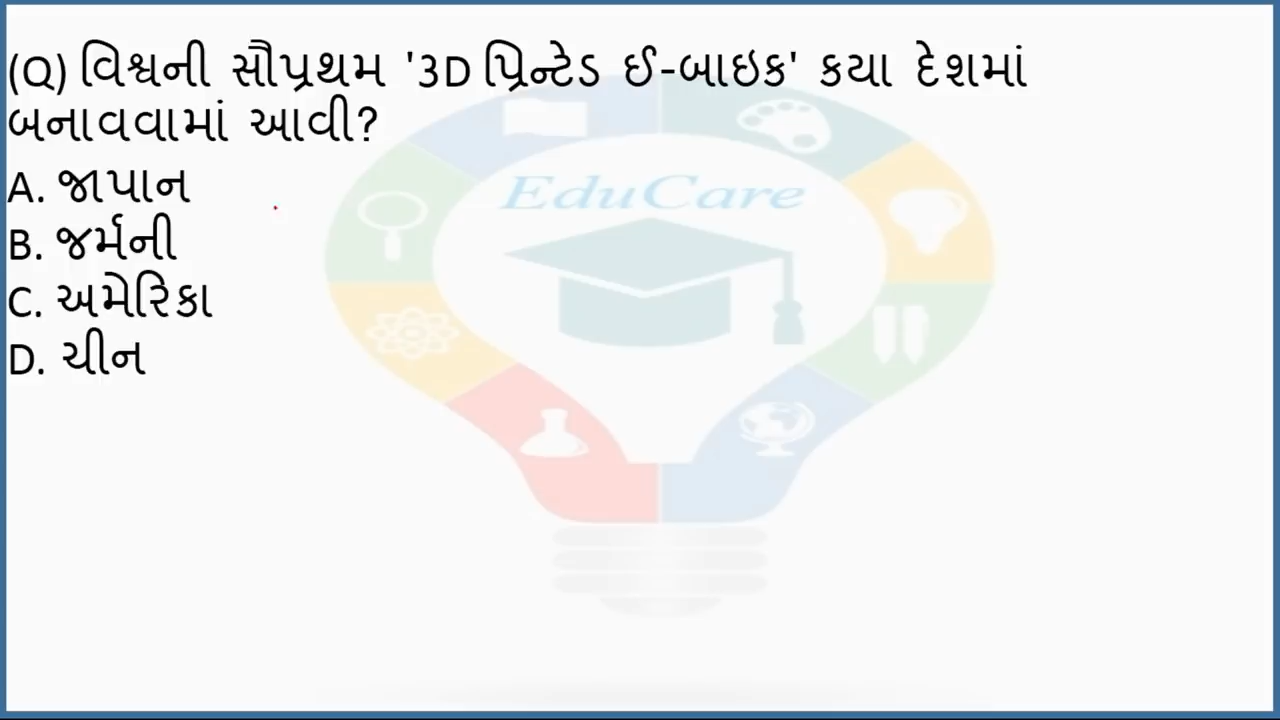 (Q) વિશ્વની સૌપ્રથમ '3D પ્રિન્ટેડ ઈ-બાઇક' કયા દેશમાં
બનાવવામાં આવી?
A. જાપાન
B. જર્મની
C. અમેરિકા
D. ચીન
EduCare